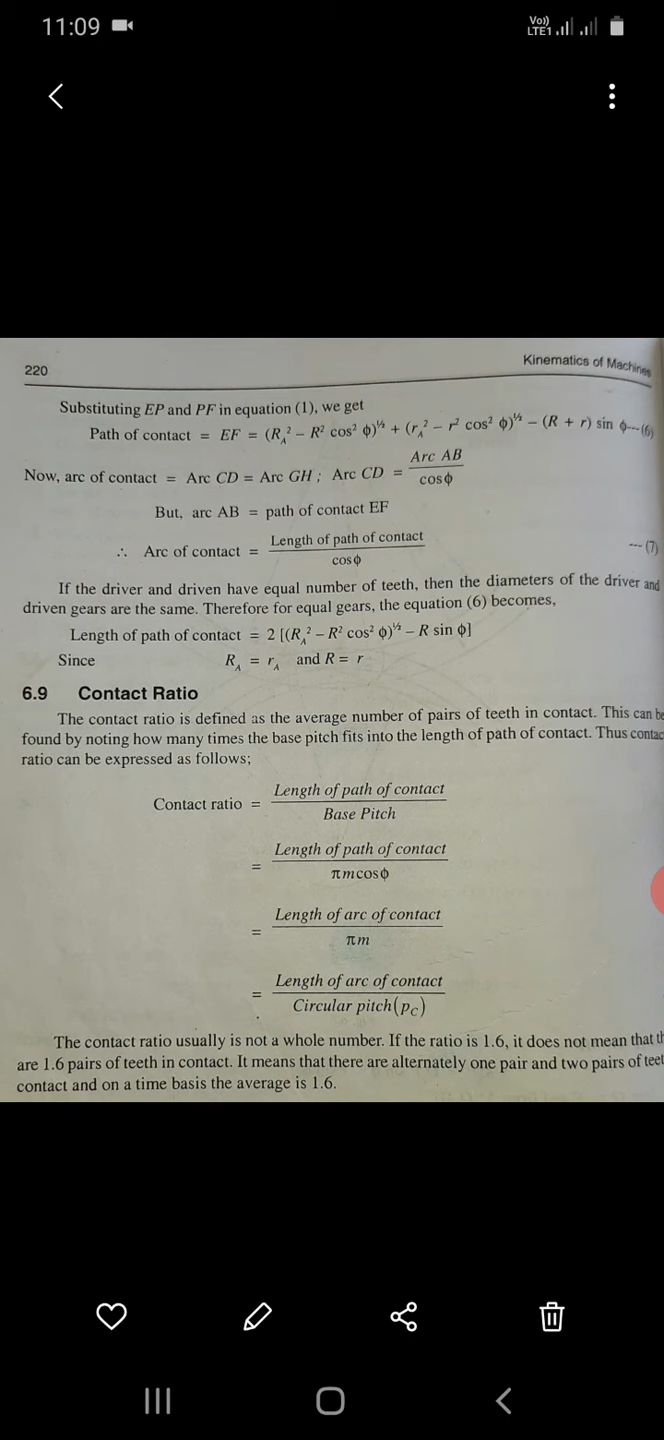 11:09
Vo))
LTE1
220
Kinematics of Machines
Substituting EP and PF in equation (1), we get
Path of contact = EF = (R_A² – R² cos² ϕ)^½ + (r_A² – r² cos² ϕ)^½ – (R + r) sin ϕ---(6)
Now, arc of contact = Arc CD = Arc GH ; Arc CD = Arc AB / cosϕ
But, arc AB = path of contact EF
∴ Arc of contact = Length of path of contact / cosϕ --- (7)
If the driver and driven have equal number of teeth, then the diameters of the driver and
driven gears are the same. Therefore for equal gears, the equation (6) becomes,
Length of path of contact = 2 [(R_A² – R² cos² ϕ)^½ – R sin ϕ]
Since R_A = r_A and R = r
6.9 Contact Ratio
The contact ratio is defined as the average number of pairs of teeth in contact. This can be
found by noting how many times the base pitch fits into the length of path of contact. Thus contac
ratio can be expressed as follows;
Contact ratio = Length of path of contact / Base Pitch
= Length of path of contact / πmcosϕ
= Length of arc of contact / πm
= Length of arc of contact / Circular pitch(p_C)
The contact ratio usually is not a whole number. If the ratio is 1.6, it does not mean that th
are 1.6 pairs of teeth in contact. It means that there are alternately one pair and two pairs of teet
contact and on a time basis the average is 1.6.